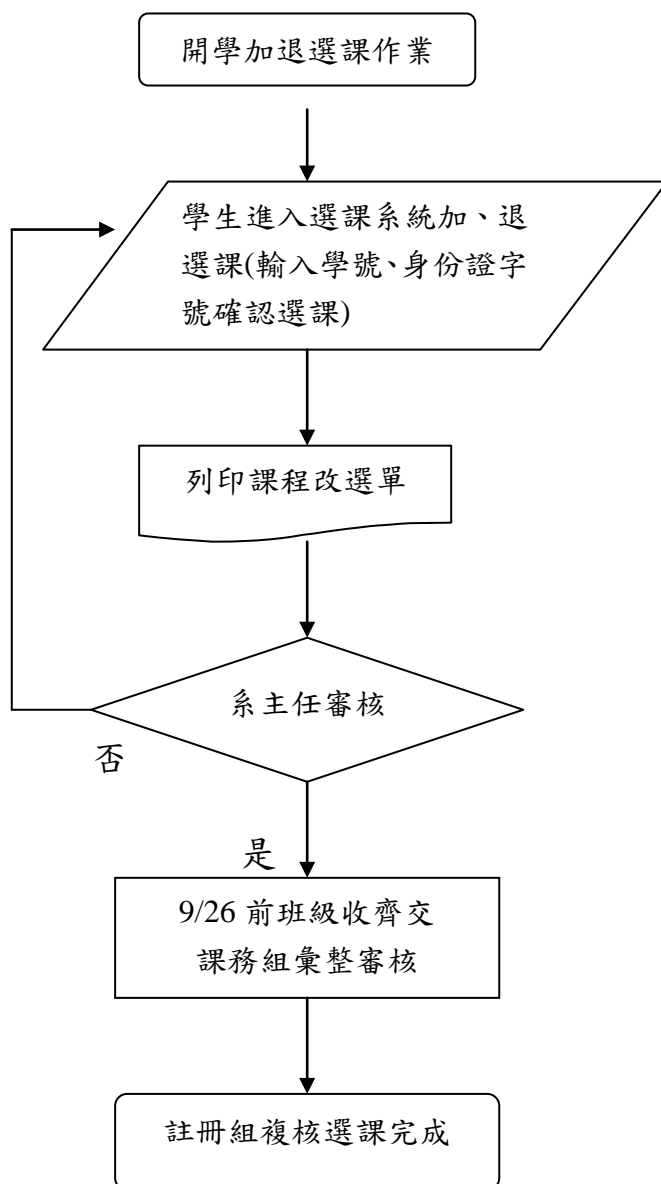 開學加退選課作業
學生進入選課系統加、退
選課(輸入學號、身份證字
號確認選課)
列印課程改選單
系主任審核
否
是
9/26 前班級收齊交
課務組彙整審核
註冊組複核選課完成